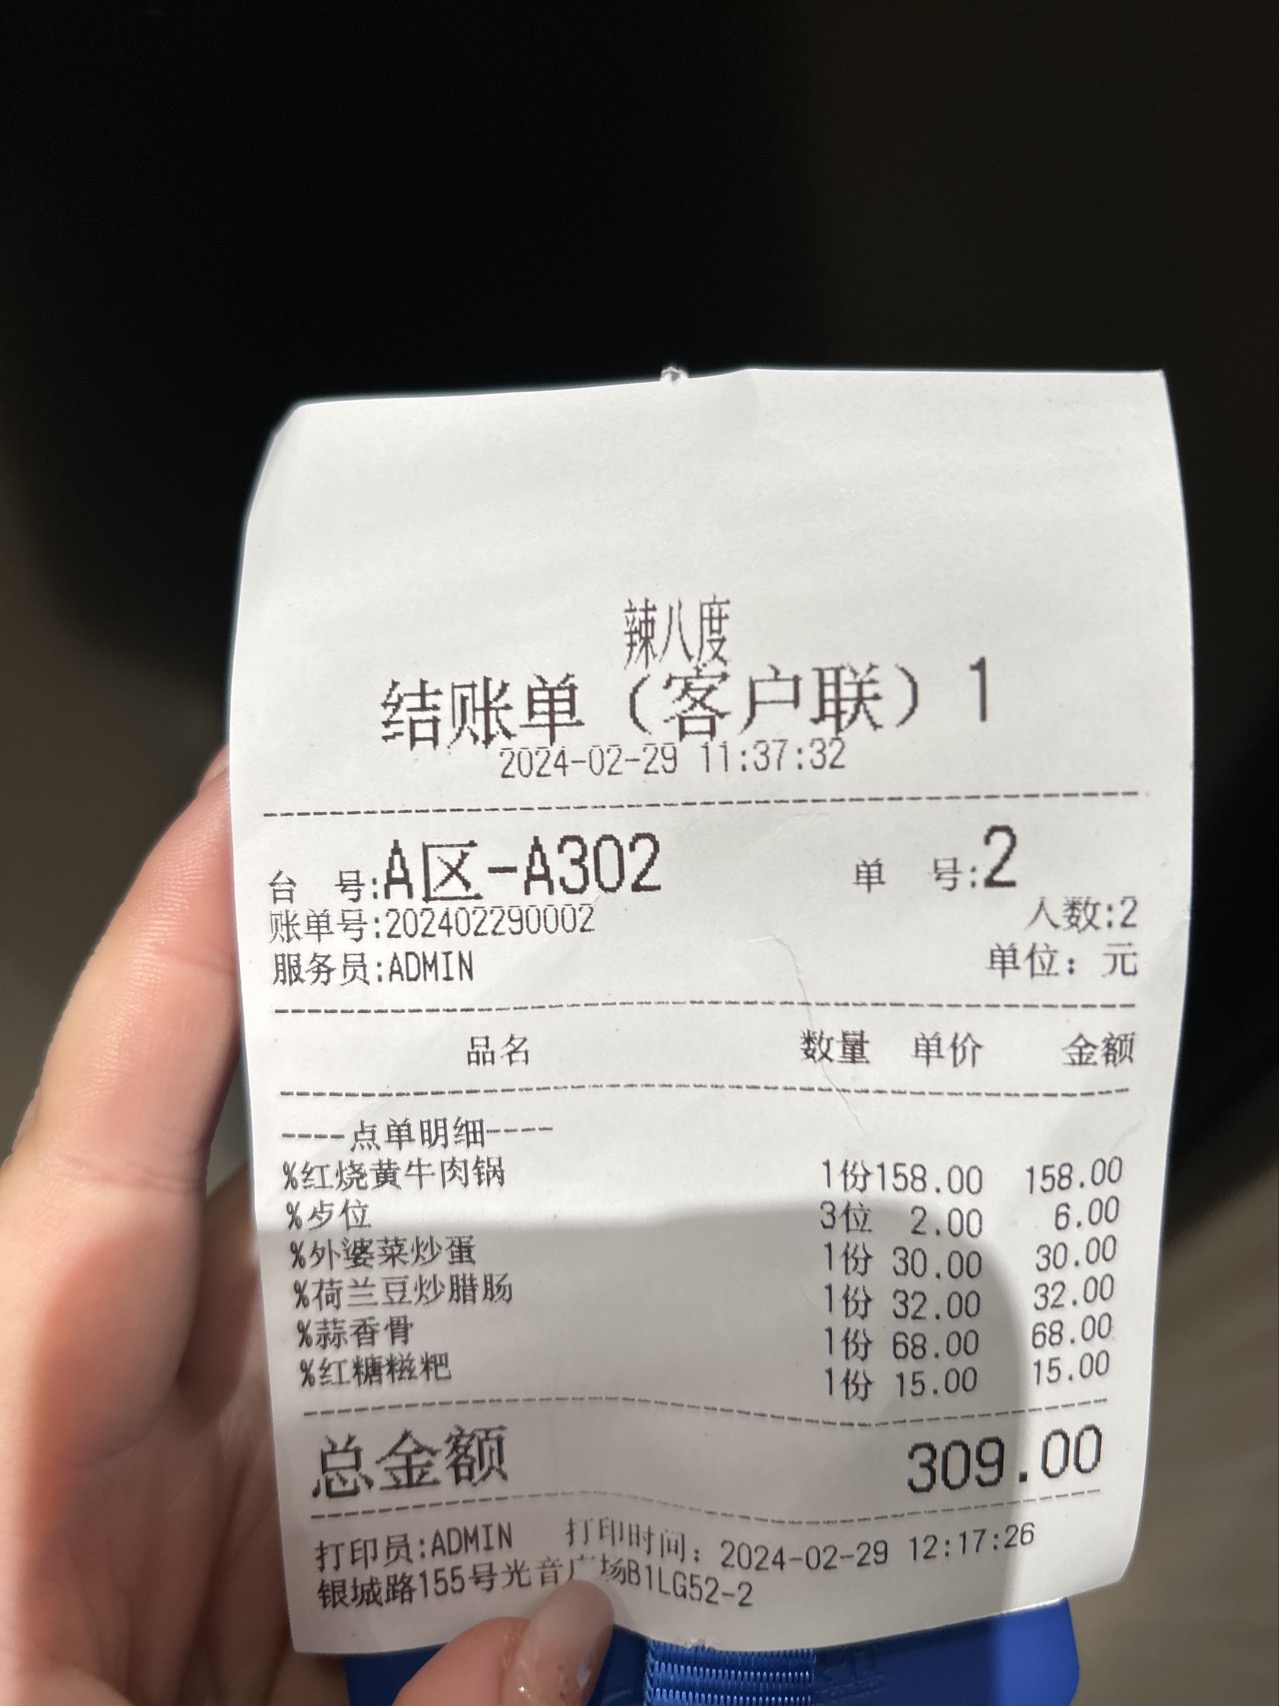 辣八度
结账单（客户联）1
2024-02-29 11:37:32
台 号:A区-A302 单 号:2
账单号:202402290002 人数:2
服务员:ADMIN 单位：元
品名 数量 单价 金额
----点单明细----
%红烧黄牛肉锅 1份158.00 158.00
%歺位 3位 2.00 6.00
%外婆菜炒蛋 1份 30.00 30.00
%荷兰豆炒腊肠 1份 32.00 32.00
%蒜香骨 1份 68.00 68.00
%红糖糍粑 1份 15.00 15.00
总金额 309.00
打印员:ADMIN 打印时间：2024-02-29 12:17:26
银城路155号光音广场B1LG52-2